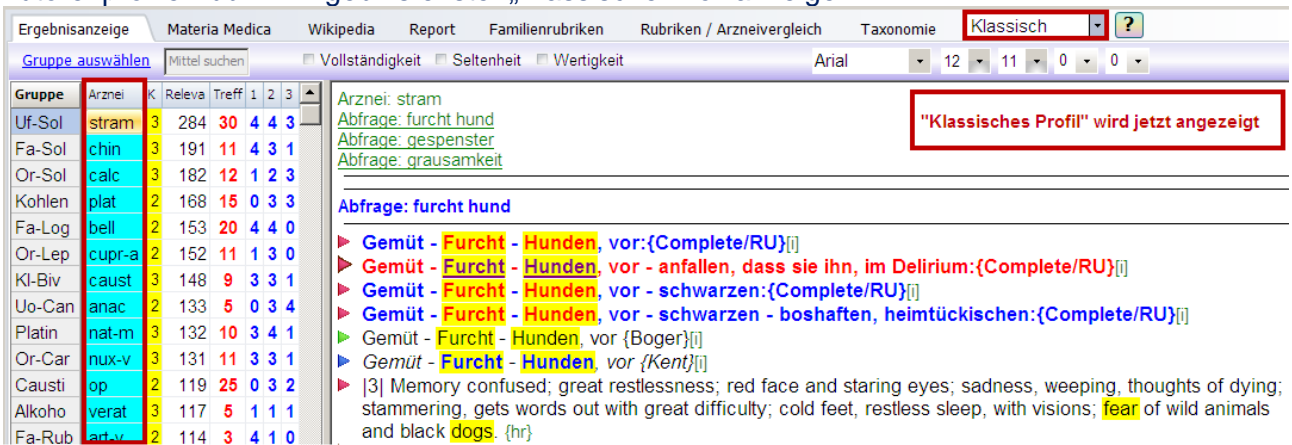 Ergebnisanzeige Materia Medica Wikipedia Report Familienrubriken Rubriken / Arzneivergleich Taxonomie Klassisch ?
Gruppe auswählen Mittel suchen Vollständigkeit Seltenheit Wertigkeit Arial 12 11 0 0
Gruppe Arznei K Releva Treff 1 2 3
Uf-Sol stram 3 284 30 4 4 3
Fa-Sol chin 3 191 11 4 3 1
Or-Sol calc 3 182 12 1 2 3
Kohlen plat 2 168 15 0 3 3
Fa-Log bell 2 153 20 4 4 0
Or-Lep cupr-a 2 152 11 1 3 0
Kl-Biv caust 3 148 9 3 3 1
Uo-Can anac 2 133 5 0 3 4
Platin nat-m 3 132 10 3 4 1
Or-Car nux-v 3 131 11 3 3 1
Causti op 2 119 25 0 3 2
Alkoho verat 3 117 5 1 1 1
Fa-Rub art-v 2 114 3 4 1 0
Arznei: stram
Abfrage: furcht hund
Abfrage: gespenster
Abfrage: grausamkeit
"Klassisches Profil" wird jetzt angezeigt
Abfrage: furcht hund
Gemüt - Furcht - Hunden, vor:{Complete/RU}[i]
Gemüt - Furcht - Hunden, vor - anfallen, dass sie ihn, im Delirium:{Complete/RU}[i]
Gemüt - Furcht - Hunden, vor - schwarzen:{Complete/RU}[i]
Gemüt - Furcht - Hunden, vor - schwarzen - boshaften, heimtückischen:{Complete/RU}[i]
Gemüt - Furcht - Hunden, vor {Boger}[i]
Gemüt - Furcht - Hunden, vor {Kent}[i]
|3| Memory confused; great restlessness; red face and staring eyes; sadness, weeping, thoughts of dying;
stammering, gets words out with great difficulty; cold feet, restless sleep, with visions; fear of wild animals
and black dogs. {hr}